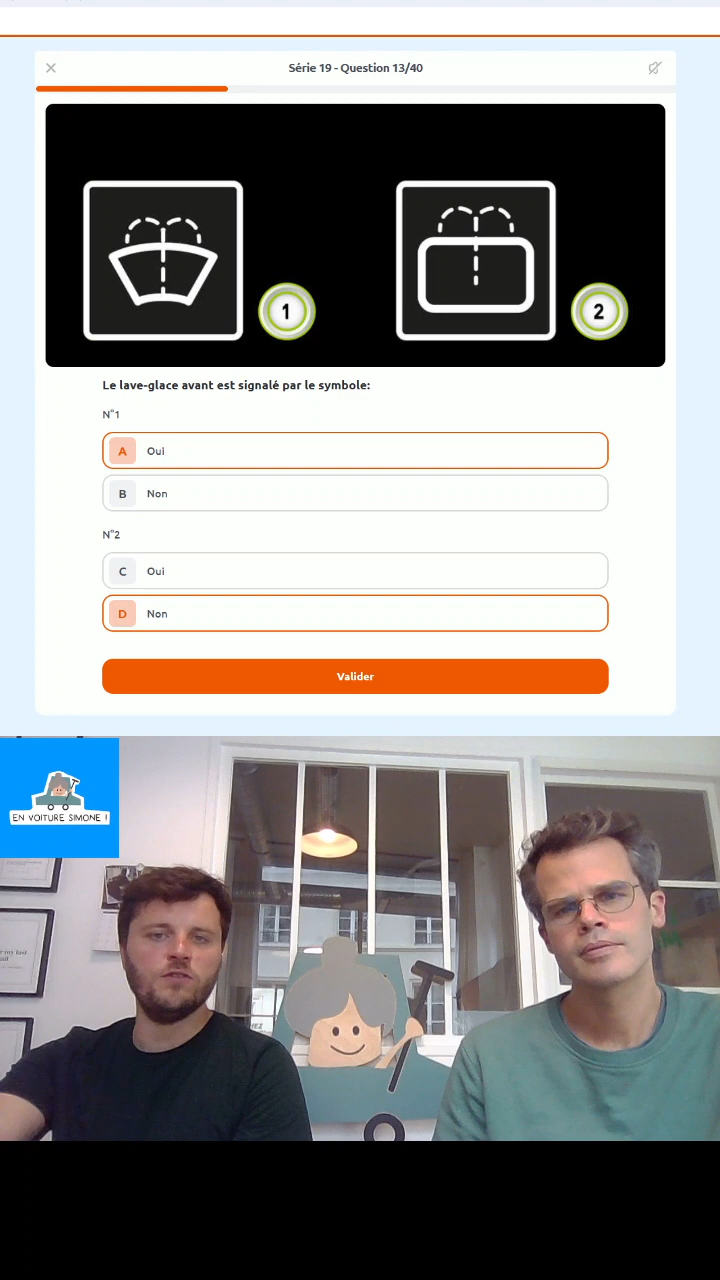 Série 19 - Question 13/40
1
2
Le lave-glace avant est signalé par le symbole:
N°1
A Oui
B Non
N°2
C Oui
D Non
Valider
EN VOITURE SIMONE !